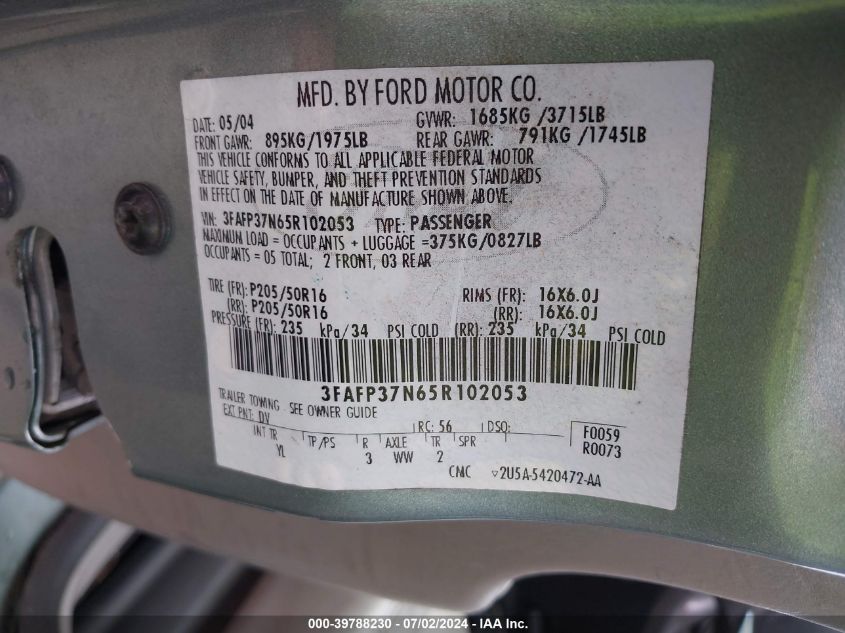 MFD. BY FORD MOTOR CO.
DATE: 05/04 GVWR: 1685KG /3715LB
FRONT GAWR: 895KG/1975LB REAR GAWR: 791KG /1745LB
THIS VEHICLE CONFORMS TO ALL APPLICABLE FEDERAL MOTOR
VEHICLE SAFETY, BUMPER, AND THEFT PREVENTION STANDARDS
IN EFFECT ON THE DATE OF MANUFACTURE SHOWN ABOVE.
VIN: 3FAFP37N65R102053 TYPE: PASSENGER
MAXIMUM LOAD = OCCUPANTS + LUGGAGE =375KG/0827LB
OCCUPANTS = 05 TOTAL; 2 FRONT, 03 REAR
TIRE (FR): P205/50R16 RIMS (FR): 16X6.0J
(RR): P205/50R16 (RR): 16X6.0J
PRESSURE (FR): 235 kPa/34 PSI COLD (RR): 235 kPa/34 PSI COLD
3FAFP37N65R102053
TRAILER TOWING - SEE OWNER GUIDE
EXT PNT: DV RC: 56 DSO: F0059
INT TR TP/PS R AXLE TR SPR R0073
YL 3 WW 2
CMC V2U5A-5420472-AA
000-39788230 - 07/02/2024 - IAA Inc.